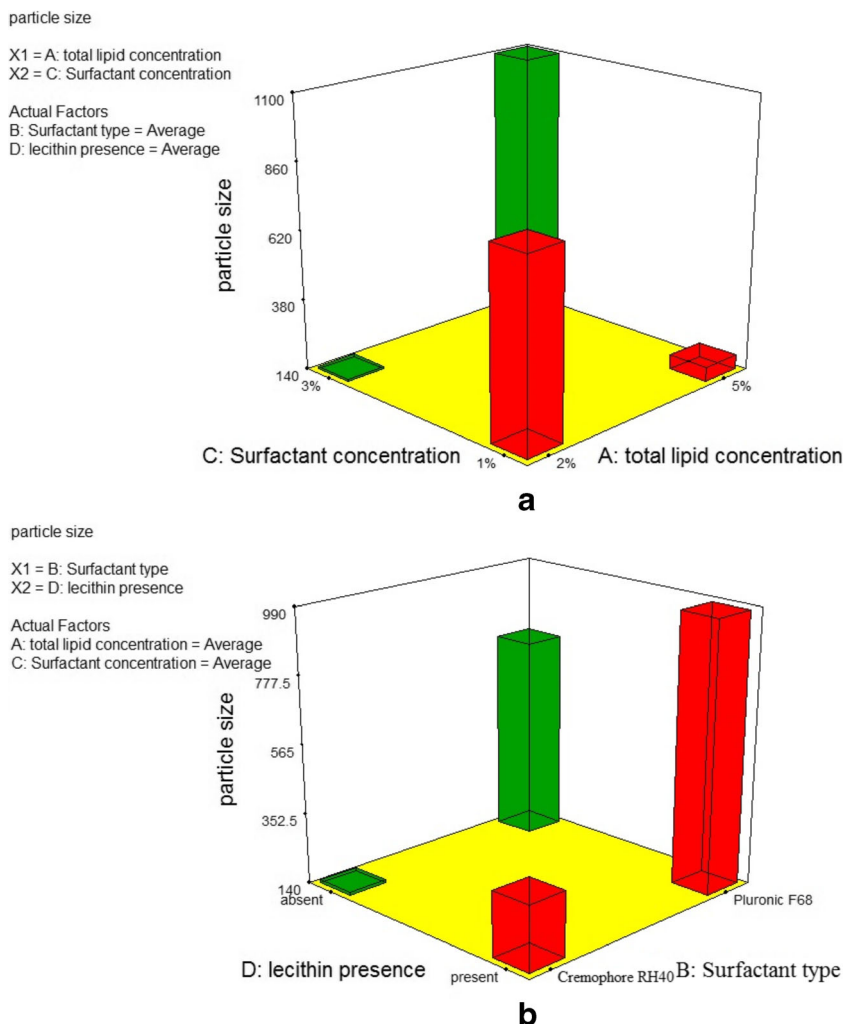 particle size
X1 = A: total lipid concentration
X2 = C: Surfactant concentration
Actual Factors
B: Surfactant type = Average
D: lecithin presence = Average
1100
860
620
380
140
particle size
3%
5%
C: Surfactant concentration
1%
2%
A: total lipid concentration
a
particle size
X1 = B: Surfactant type
X2 = D: lecithin presence
Actual Factors
A: total lipid concentration = Average
C: Surfactant concentration = Average
990
777.5
565
352.5
140
particle size
absent
Pluronic F68
D: lecithin presence
present
Cremophore RH40
B: Surfactant type
b